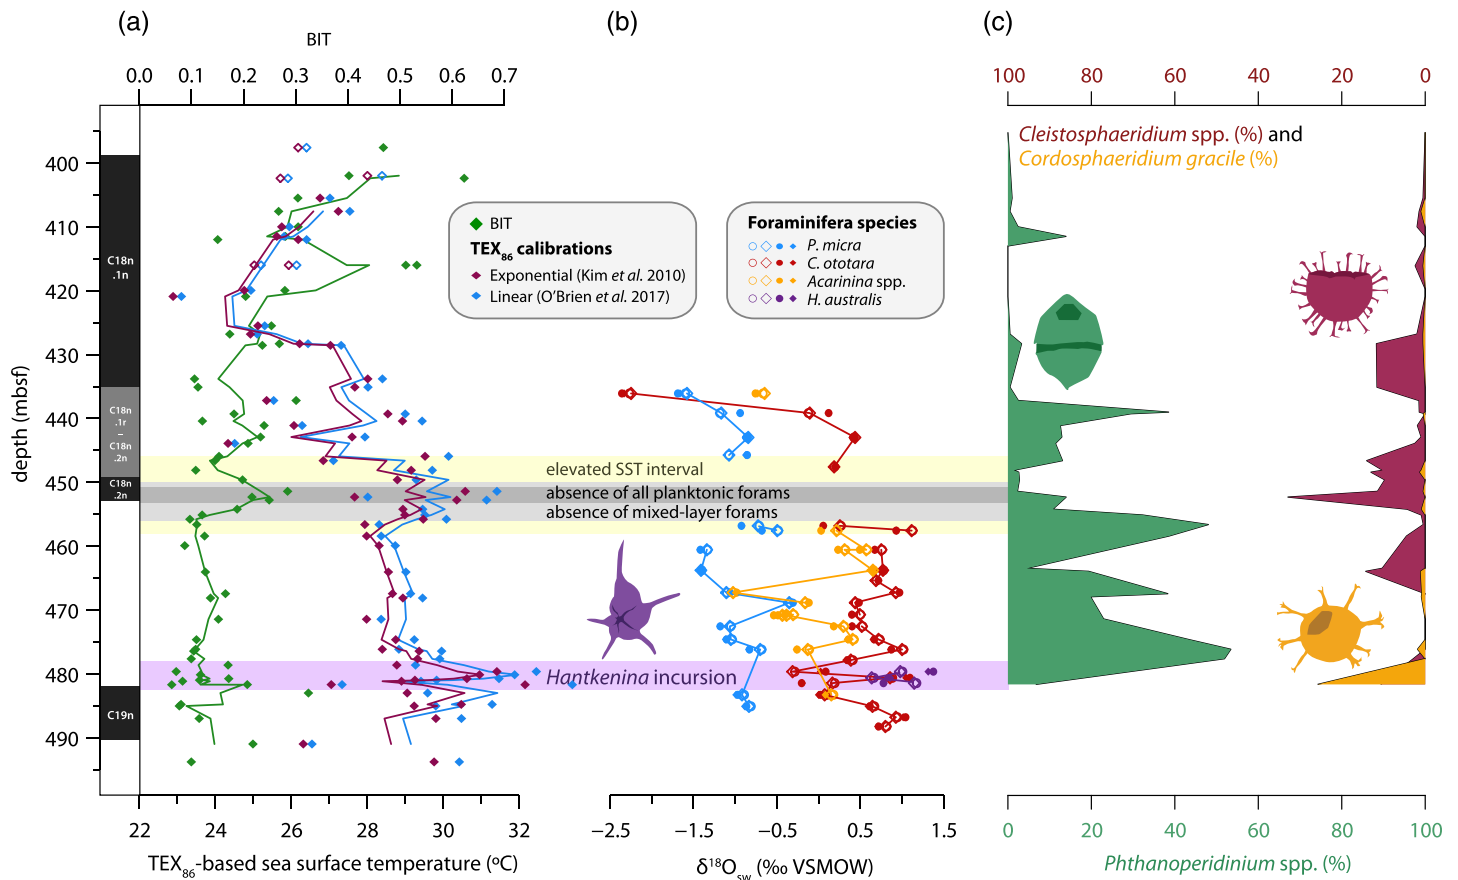 (a)
(b)
(c)
BIT
0.0 0.1 0.2 0.3 0.4 0.5 0.6 0.7
100 80 60 40 20 0
Cleistosphaeridium spp. (%) and
Cordosphaeridium gracile (%)
depth (mbsf)
400
410
420
430
440
450
460
470
480
490
C18n
.1n
C18n
.1r
–
C18n
.2n
C18n
.2n
C19n
BIT
TEX86 calibrations
Exponential (Kim et al. 2010)
Linear (O'Brien et al. 2017)
Foraminifera species
P. micra
C. ototara
Acarinina spp.
H. australis
elevated SST interval
absence of all planktonic forams
absence of mixed-layer forams
Hantkenina incursion
22 24 26 28 30 32
TEX86-based sea surface temperature (ºC)
−2.5 −1.5 −0.5 0.5 1.5
δ18Osw (‰ VSMOW)
0 20 40 60 80 100
Phthanoperidinium spp. (%)